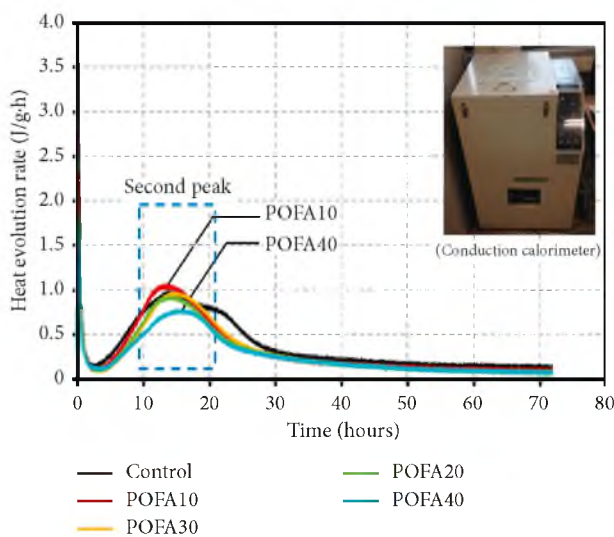 4.0
3.5
3.0
2.5
2.0
1.5
1.0
0.5
0
Heat evolution rate (J/g·h)
Second peak
POFA10
POFA40
(Conduction calorimeter)
0 10 20 30 40 50 60 70 80
Time (hours)
Control
POFA10
POFA30
POFA20
POFA40